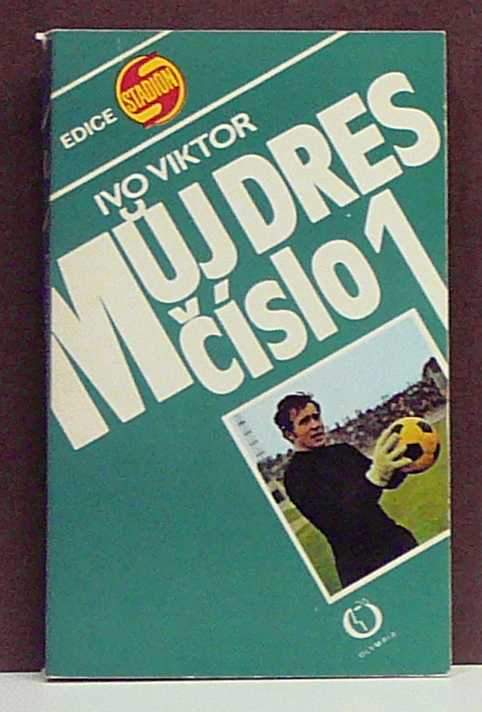 EDICE STADION
IVO VIKTOR
MŮJ DRES
číslo 1
OLYMPIA